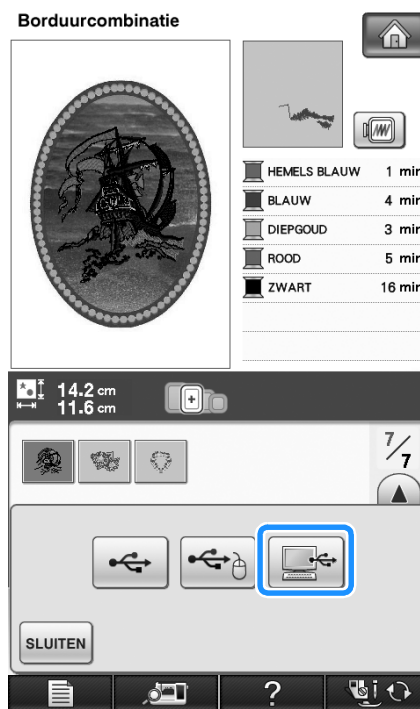 Borduurcombinatie
HEMELS BLAUW 1 min
BLAUW 4 min
DIEPGOUD 3 min
ROOD 5 min
ZWART 16 min
14.2 cm
11.6 cm
7/7
SLUITEN
?